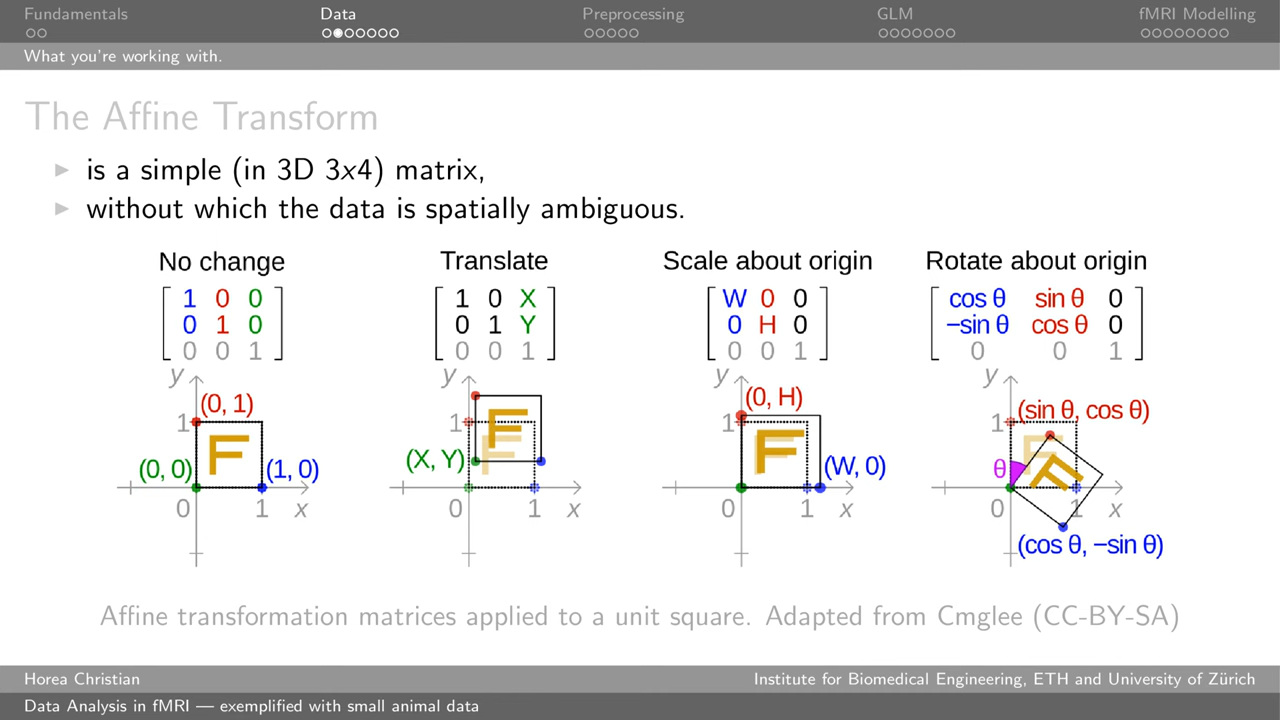 Fundamentals Data Preprocessing GLM fMRI Modelling
What you're working with.
The Affine Transform
is a simple (in 3D 3x4) matrix,
without which the data is spatially ambiguous.
No change Translate Scale about origin Rotate about origin
1 0 0 1 0 X W 0 0 cos θ sin θ 0
0 1 0 0 1 Y 0 H 0 −sin θ cos θ 0
0 0 1 0 0 1 0 0 1 0 0 1
y y y y
1 (0, 1) 1 1 (0, H) 1 (sin θ, cos θ)
F F F F F F F
(0, 0) (1, 0) (X, Y) (W, 0) θ
0 1 x 0 1 x 0 1 x 0 1 x
(cos θ, −sin θ)
Affine transformation matrices applied to a unit square. Adapted from Cmglee (CC-BY-SA)
Horea Christian Institute for Biomedical Engineering, ETH and University of Zürich
Data Analysis in fMRI — exemplified with small animal data